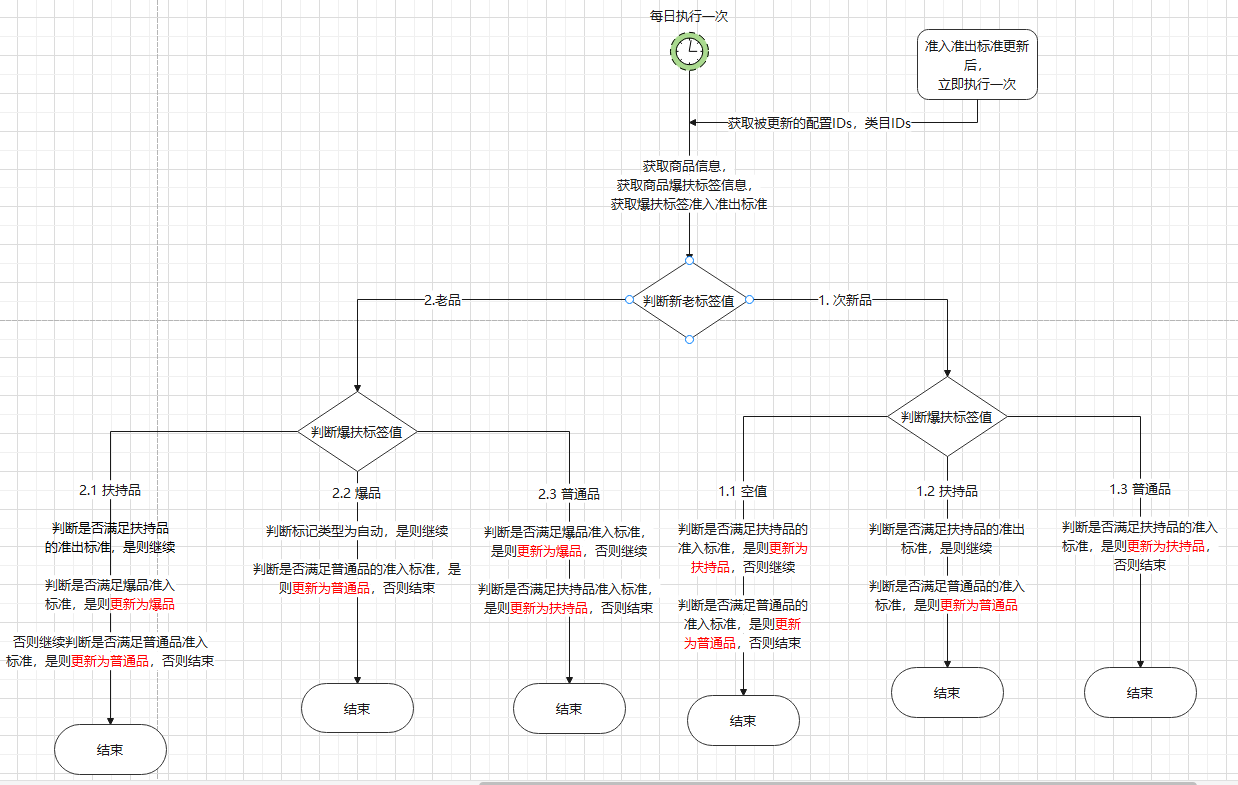 每日执行一次
准入准出标准更新
后，
立即执行一次
获取被更新的配置IDs，类目IDs
获取商品信息，
获取商品爆扶标签信息，
获取爆扶标签准入准出标准
判断新老标签值
2.老品
1. 次新品
判断爆扶标签值
判断爆扶标签值
2.1 扶持品
判断是否满足扶持品
的准出标准，是则继续
判断是否满足爆品准入
标准，是则更新为爆品
否则继续判断是否满足普通品准入
标准，是则更新为普通品，否则结束
结束
2.2 爆品
判断标记类型为自动，是则继续
判断是否满足普通品的准入标准，是
则更新为普通品，否则结束
结束
2.3 普通品
判断是否满足爆品准入标准，
是则更新为爆品，否则继续
判断是否满足扶持品准入标准，
是则更新为扶持品，否则结束
结束
1.1 空值
判断是否满足扶持品的
准入标准，是则更新为
扶持品，否则继续
判断是否满足普通品的
准入标准，是则更新
为普通品，否则结束
结束
1.2 扶持品
判断是否满足扶持品的准出
标准，是则继续
判断是否满足普通品的准入
标准，是则更新为普通品
结束
1.3 普通品
判断是否满足扶持品的准入
标准，是则更新为扶持品，
否则结束
结束